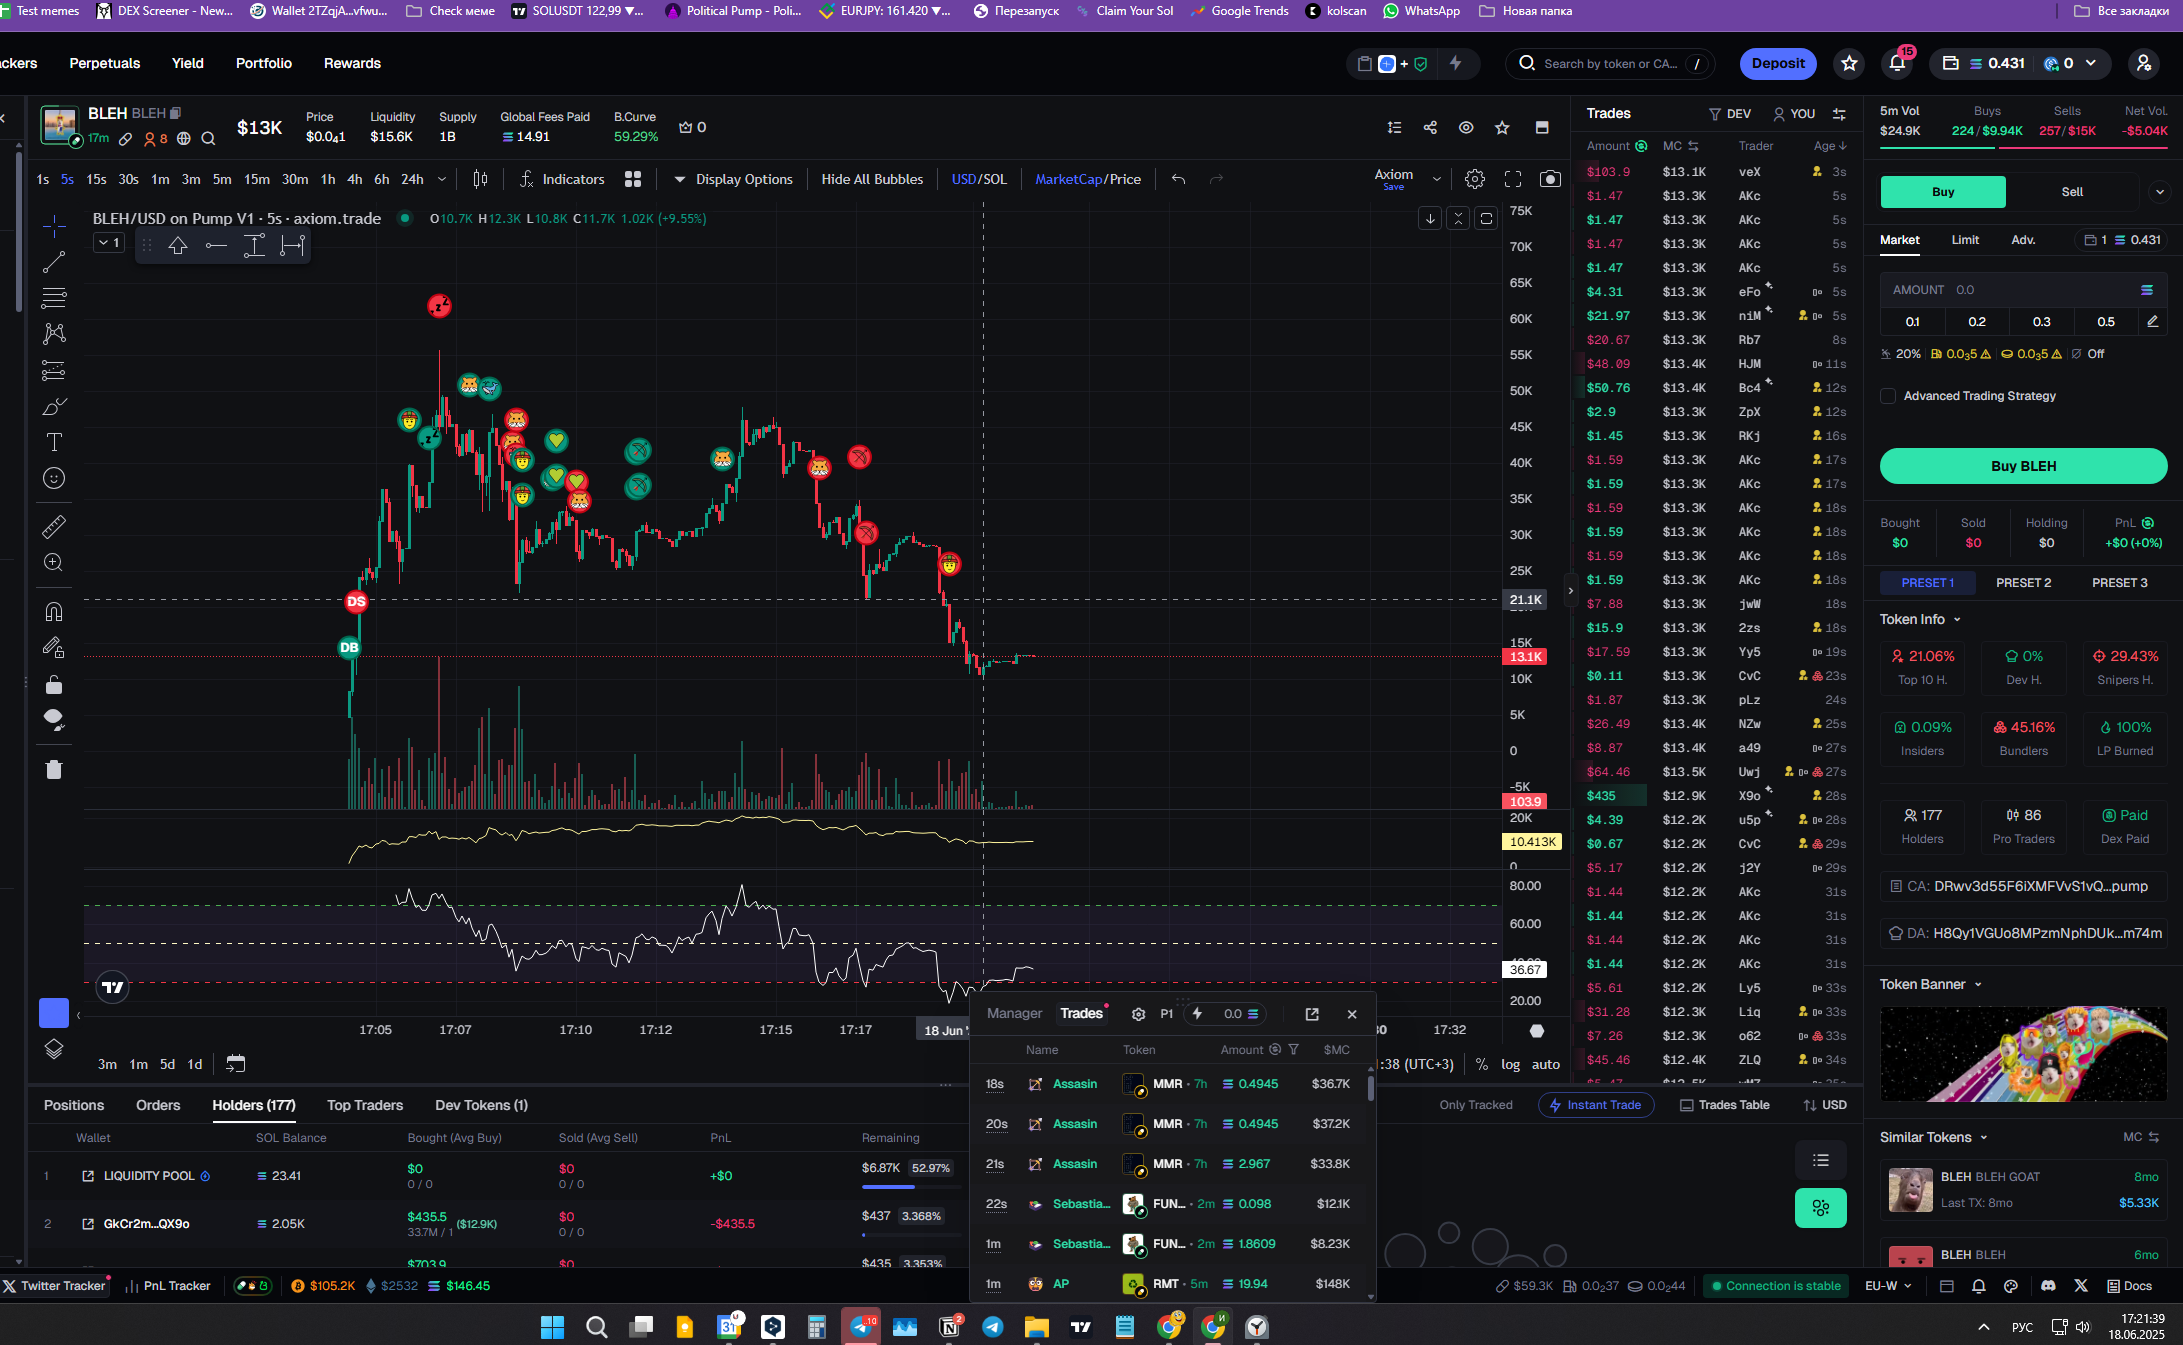 Test memes
DEX Screener - New...
Wallet 2TZqjA...vfwu...
Check меме
SOLUSDT 122,99 ▼...
Political Pump - Poli...
EURJPY: 161.420 ▼...
Перезапуск
Claim Your Sol
Google Trends
kolscan
WhatsApp
Новая папка
Все закладки
ckers Perpetuals Yield Portfolio Rewards
Search by token or CA... /
Deposit
15
0.431 0
BLEH BLEH
17m 8
$13K
Price $0.0₄1
Liquidity $15.6K
Supply 1B
Global Fees Paid 14.91
B.Curve 59.29%
0
1s 5s 15s 30s 1m 3m 5m 15m 30m 1h 4h 6h 24h
Indicators
Display Options
Hide All Bubbles
USD/SOL
MarketCap/Price
Axiom
Save
BLEH/USD on Pump V1 · 5s · axiom.trade
O10.7K H12.3K L10.8K C11.7K 1.02K (+9.55%)
1
DS
DB
75K
70K
65K
60K
55K
50K
45K
40K
35K
30K
25K
21.1K
15K
13.1K
10K
5K
0
-5K
103.9
20K
10.413K
0
80.00
60.00
36.67
20.00
17:05 17:07 17:10 17:12 17:15 17:17 18 Jun 17:32
3m 1m 5d 1d
:38 (UTC+3) % log auto
Manager Trades P1 0.0
Name Token Amount $MC
18s Assasin MMR · 7h 0.4945 $36.7K
20s Assasin MMR · 7h 0.4945 $37.2K
21s Assasin MMR · 7h 2.967 $33.8K
22s Sebastia... FUN... · 2m 0.098 $12.1K
1m Sebastia... FUN... · 2m 1.8609 $8.23K
1m AP RMT · 5m 19.94 $148K
Positions Orders Holders (177) Top Traders Dev Tokens (1)
Only Tracked Instant Trade Trades Table USD
Wallet SOL Balance Bought (Avg Buy) Sold (Avg Sell) PnL Remaining
1 LIQUIDITY POOL 23.41 $0 $0 +$0 $6.87K 52.97%
0 / 0 0 / 0
2 GkCr2m...QX9o 2.05K $435.5 ($12.9K) $0 -$435.5 $437 3.368%
33.7M / 1 0 / 0
$703.9 $0 $435 3.353%
Trades DEV YOU
Amount MC Trader Age
$103.9 $13.1K veX 3s
$1.47 $13.3K AKc 5s
$1.47 $13.3K AKc 5s
$1.47 $13.3K AKc 5s
$1.47 $13.3K AKc 5s
$4.31 $13.3K eFo 5s
$21.97 $13.3K niM 5s
$20.67 $13.3K Rb7 8s
$48.09 $13.4K HJM 11s
$50.76 $13.4K Bc4 12s
$2.9 $13.3K ZpX 12s
$1.45 $13.3K RKj 16s
$1.59 $13.3K AKc 17s
$1.59 $13.3K AKc 17s
$1.59 $13.3K AKc 18s
$1.59 $13.3K AKc 18s
$1.59 $13.3K AKc 18s
$1.59 $13.3K AKc 18s
$7.88 $13.3K jwW 18s
$15.9 $13.3K 2zs 18s
$17.59 $13.3K Yy5 19s
$0.11 $13.3K CvC 23s
$1.87 $13.3K pLz 24s
$26.49 $13.4K NZw 25s
$8.87 $13.4K a49 27s
$64.46 $13.5K Uwj 27s
$435 $12.9K X9o 28s
$4.39 $12.2K u5p 28s
$0.67 $12.2K CvC 29s
$5.17 $12.2K j2Y 29s
$1.44 $12.2K AKc 31s
$1.44 $12.2K AKc 31s
$1.44 $12.2K AKc 31s
$1.44 $12.2K AKc 31s
$5.61 $12.2K Ly5 33s
$31.28 $12.2K Liq 33s
$7.26 $12.2K o62 33s
$45.46 $12.4K ZLQ 34s
5m Vol Buys Sells Net Vol.
$24.9K 224/$9.94K 257/$15K -$5.04K
Buy Sell
Market Limit Adv. 1 0.431
AMOUNT 0.0
0.1 0.2 0.3 0.5
20% 0.0₃5 0.0₃5 Off
Advanced Trading Strategy
Buy BLEH
Bought Sold Holding PnL
$0 $0 $0 +$0 (+0%)
PRESET 1 PRESET 2 PRESET 3
Token Info
21.06% 0% 29.43%
Top 10 H. Dev H. Snipers H.
0.09% 45.16% 100%
Insiders Bundlers LP Burned
177 86 Paid
Holders Pro Traders Dex Paid
CA: DRwv3d55F6iXMFVvS1vQ...pump
DA: H8Qy1VGUo8MPzmNphDUk...m74m
Token Banner
Similar Tokens MC
BLEH BLEH GOAT 8mo
Last TX: 8mo $5.33K
BLEH BLEH 6mo
Twitter Tracker PnL Tracker $105.2K $2532 $146.45
$59.3K 0.0₂37 0.0₂44 Connection is stable EU-W Docs
31
10
2
РУС
17:21:39
18.06.2025